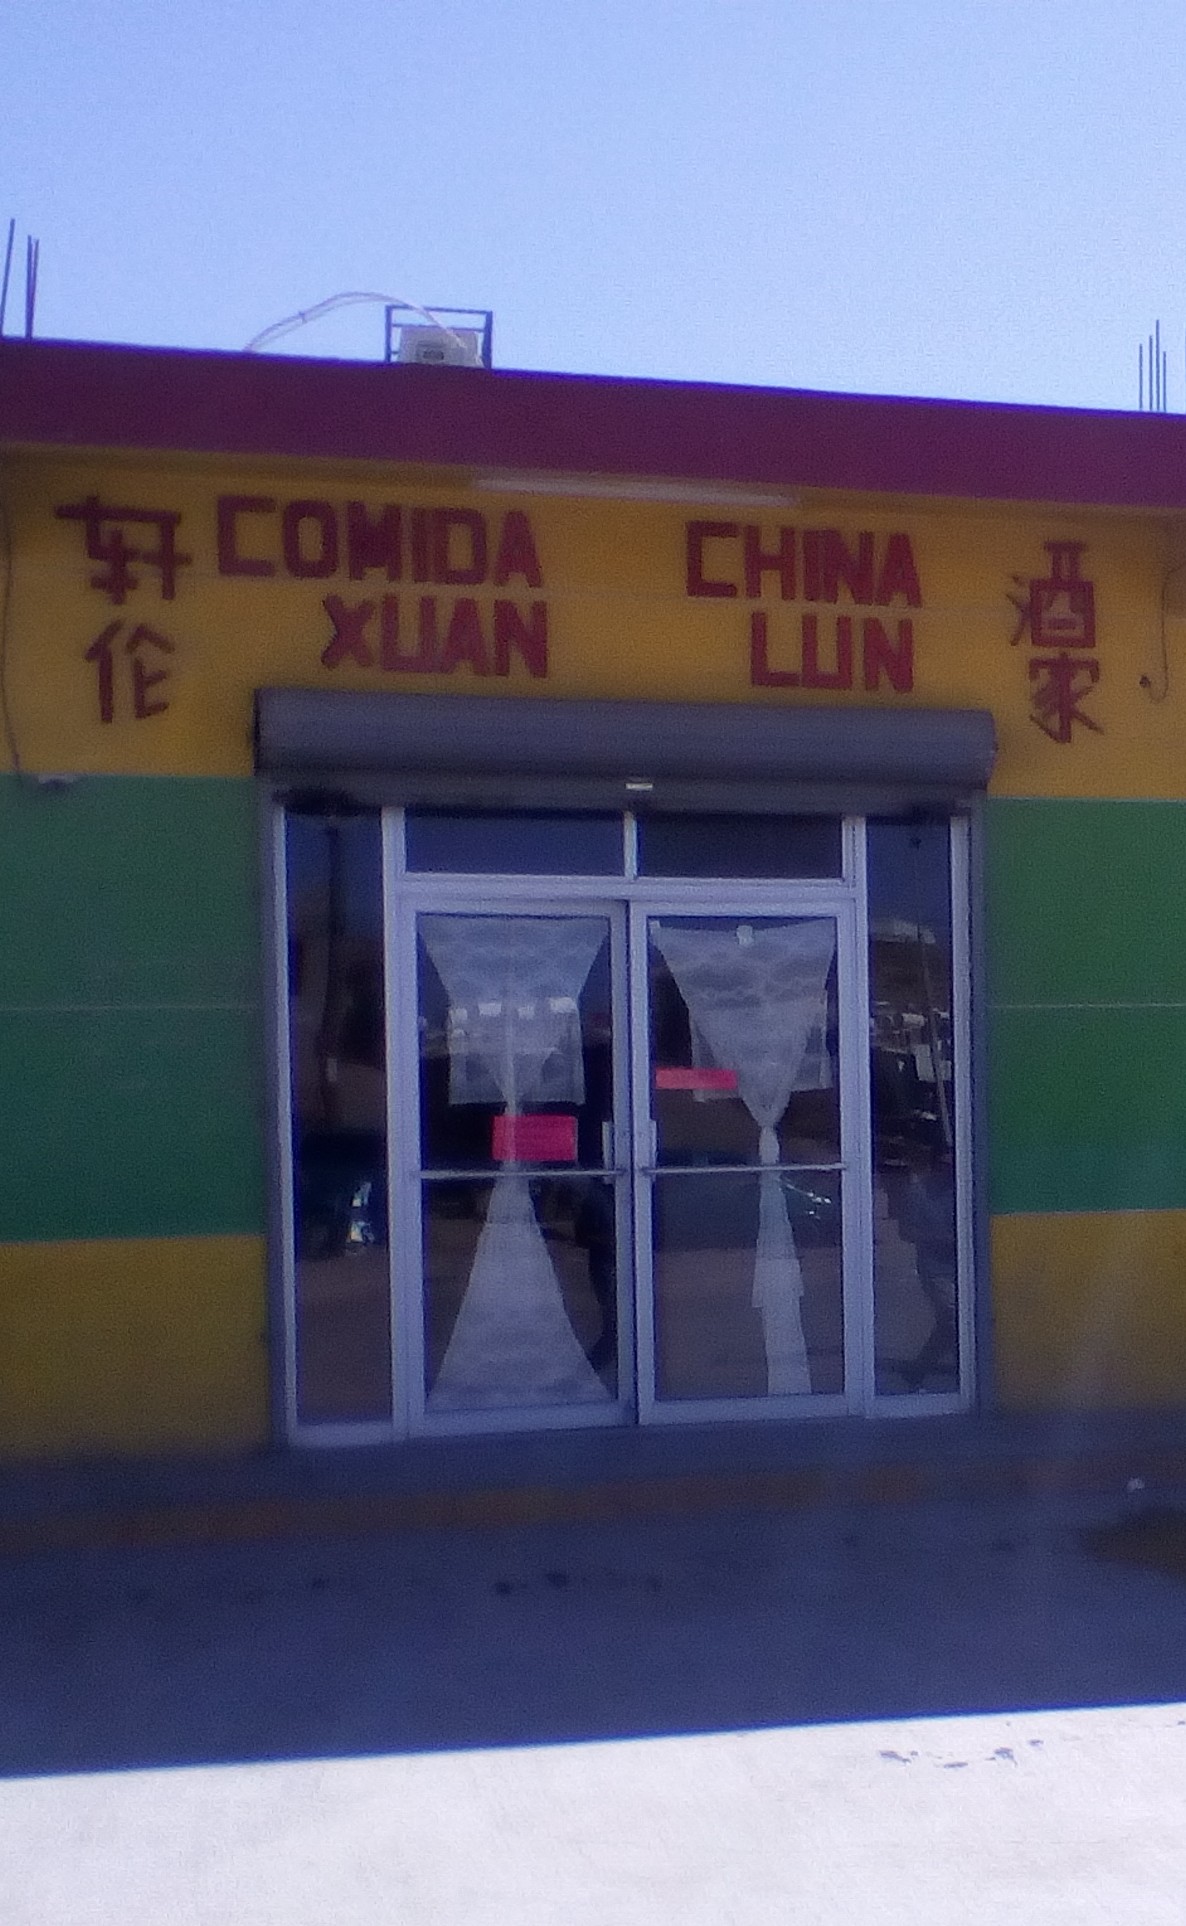 轩伦
COMIDA CHINA
XUAN LUN
酒家